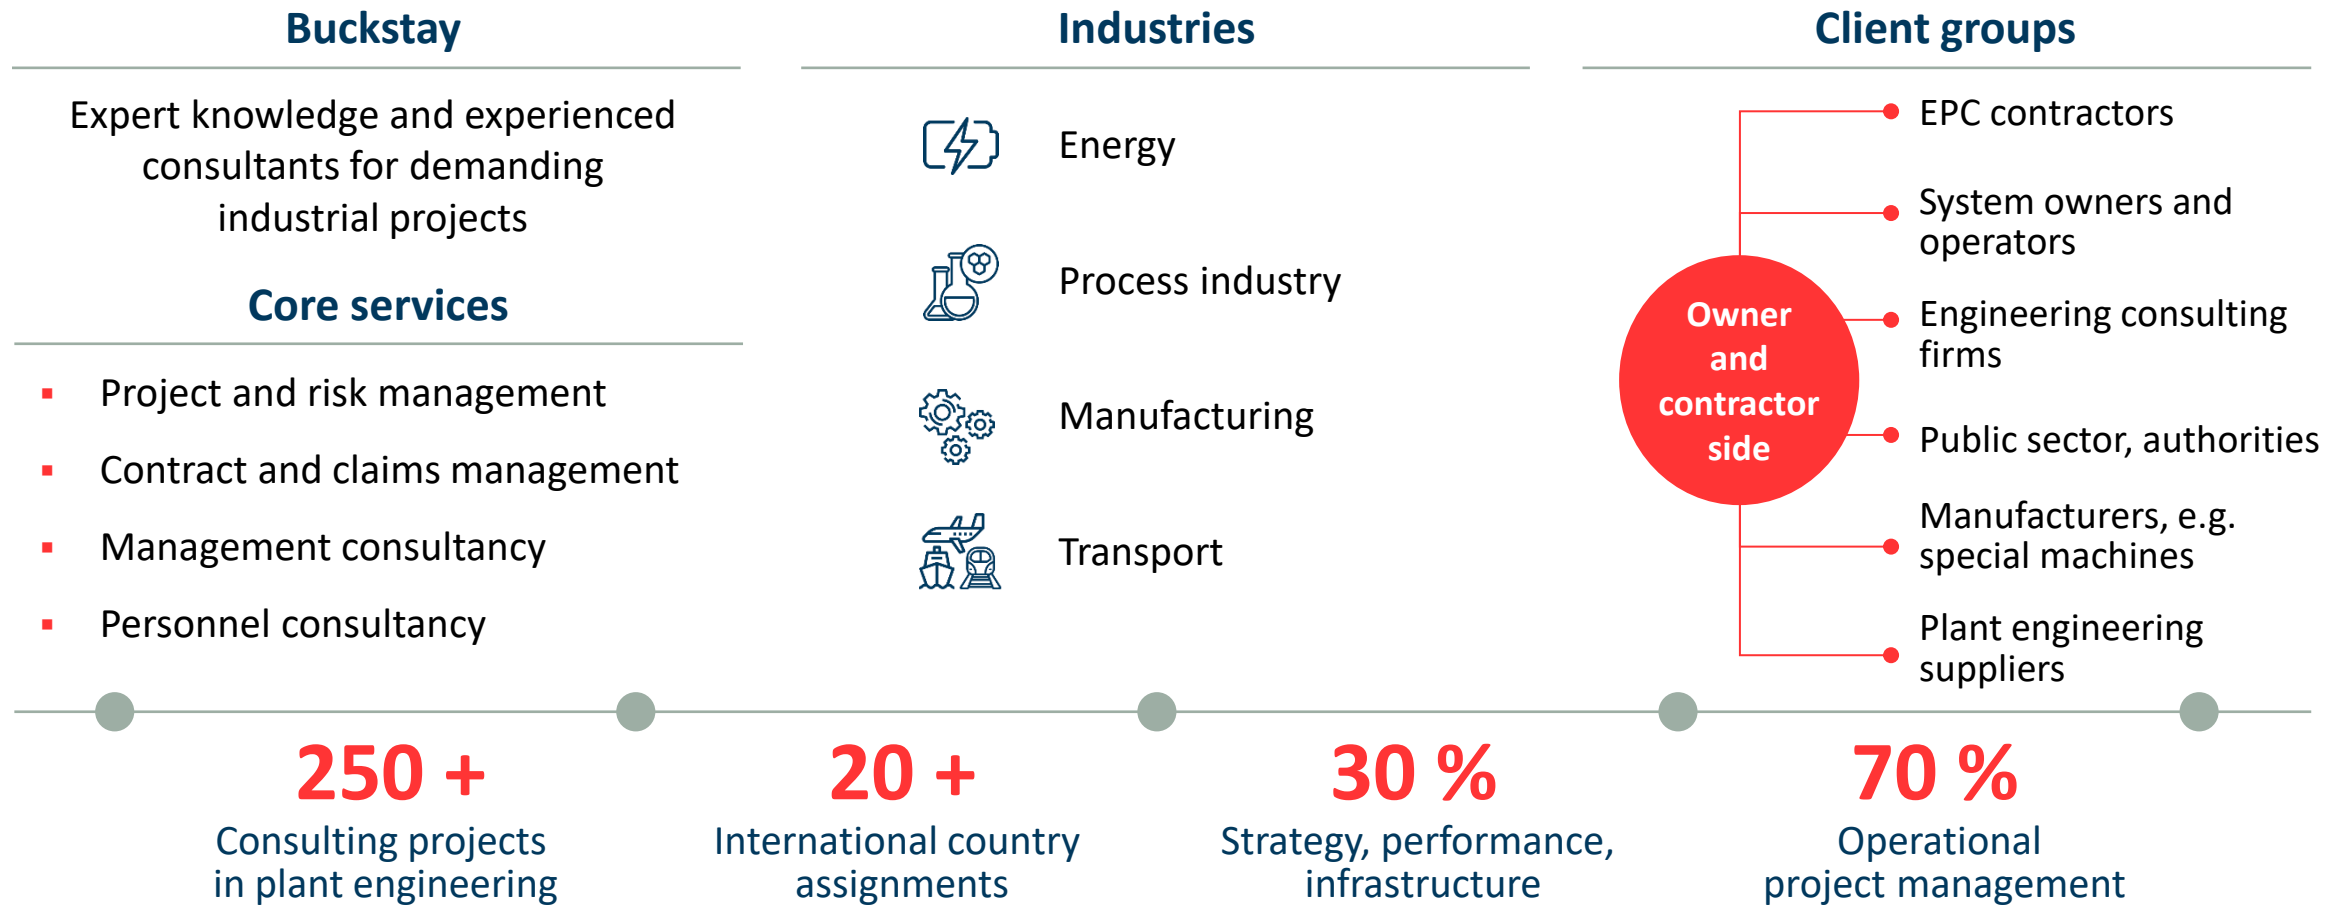 Buckstay
Expert knowledge and experienced
consultants for demanding
industrial projects
Core services
Project and risk management
Contract and claims management
Management consultancy
Personnel consultancy
Industries
Energy
Process industry
Manufacturing
Transport
Client groups
Owner
and
contractor
side
EPC contractors
System owners and
operators
Engineering consulting
firms
Public sector, authorities
Manufacturers, e.g.
special machines
Plant engineering
suppliers
250 +
Consulting projects
in plant engineering
20 +
International country
assignments
30 %
Strategy, performance,
infrastructure
70 %
Operational
project management